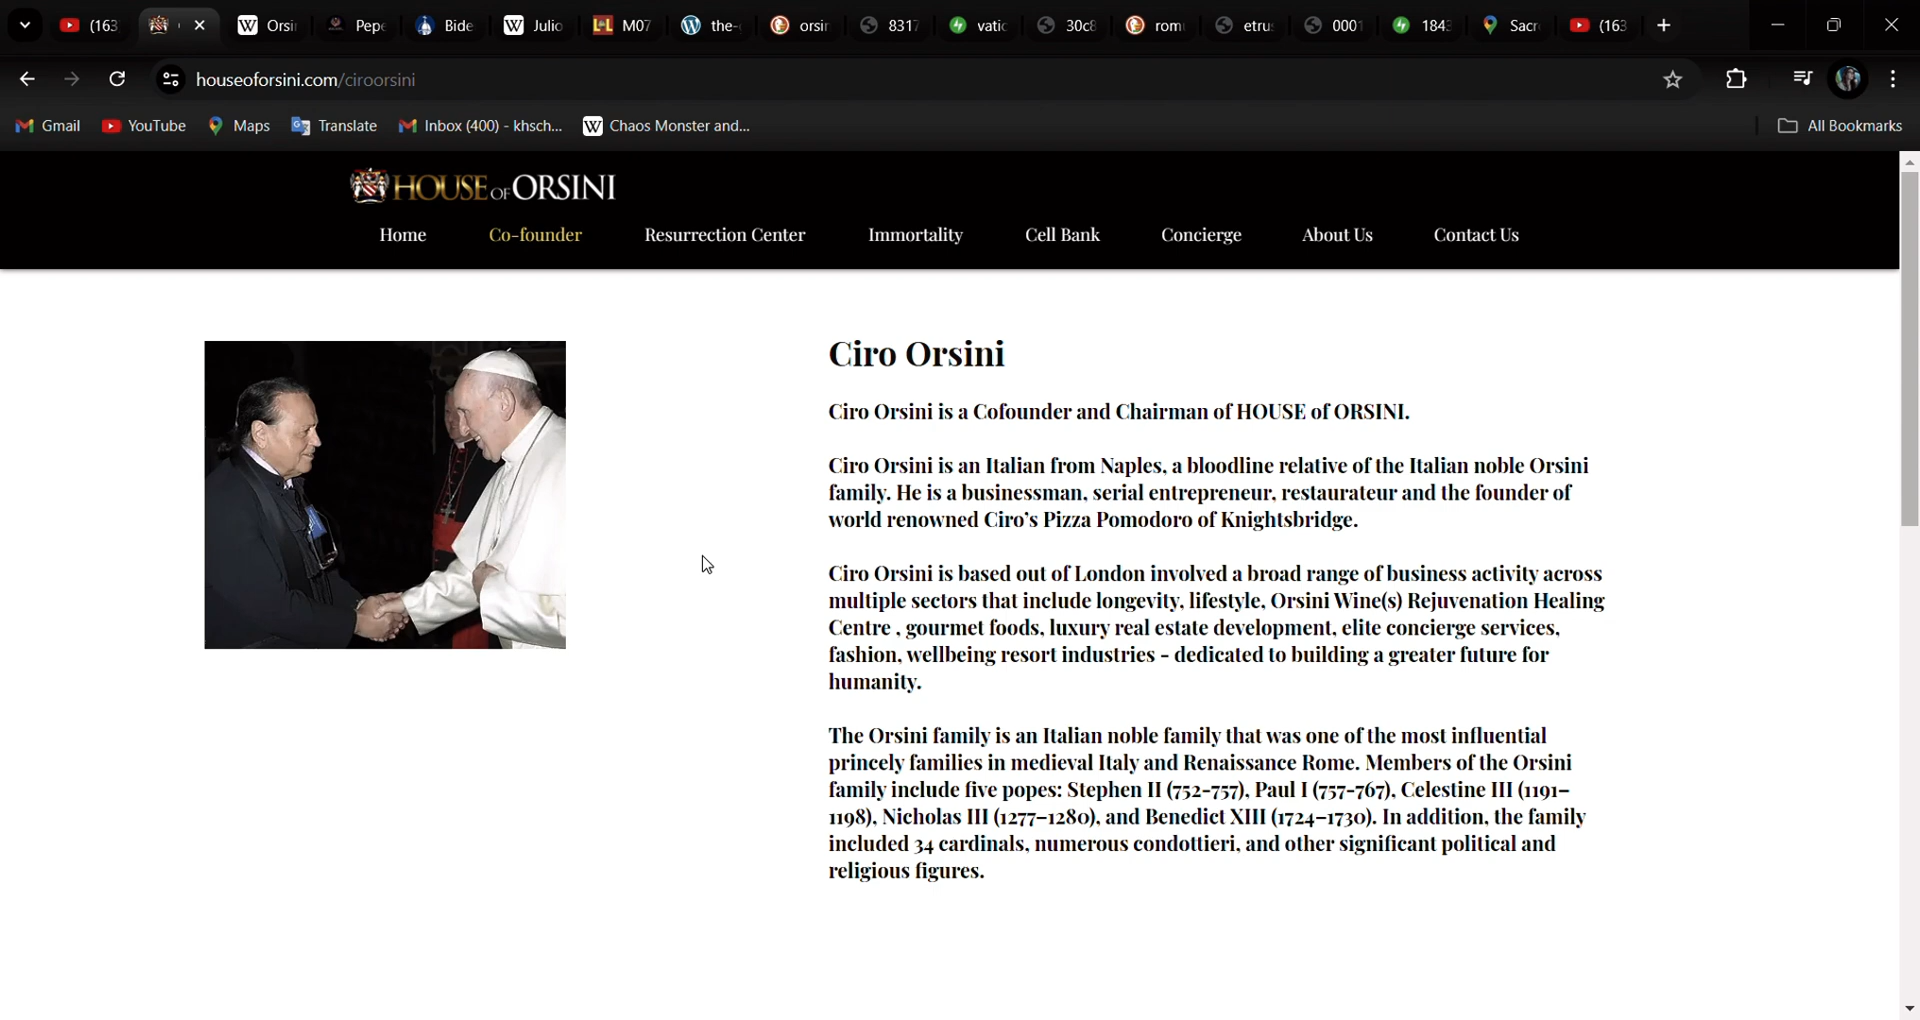 (163
Orsi
Pepe
Bide
Julio
M07
the-
orsin
8317
vatic
30c8
rom
etrus
0001
1843
Sacr
(163
houseoforsini.com/ciroorsini
Gmail
YouTube
Maps
Translate
Inbox (400) - khsch...
Chaos Monster and...
All Bookmarks
HOUSE OF ORSINI
Home
Co-founder
Resurrection Center
Immortality
Cell Bank
Concierge
About Us
Contact Us
Ciro Orsini
Ciro Orsini is a Cofounder and Chairman of HOUSE of ORSINI.
Ciro Orsini is an Italian from Naples, a bloodline relative of the Italian noble Orsini
family. He is a businessman, serial entrepreneur, restaurateur and the founder of
world renowned Ciro’s Pizza Pomodoro of Knightsbridge.
Ciro Orsini is based out of London involved a broad range of business activity across
multiple sectors that include longevity, lifestyle, Orsini Wine(s) Rejuvenation Healing
Centre , gourmet foods, luxury real estate development, elite concierge services,
fashion, wellbeing resort industries - dedicated to building a greater future for
humanity.
The Orsini family is an Italian noble family that was one of the most influential
princely families in medieval Italy and Renaissance Rome. Members of the Orsini
family include five popes: Stephen II (752-757), Paul I (757-767), Celestine III (1191–
1198), Nicholas III (1277–1280), and Benedict XIII (1724–1730). In addition, the family
included 34 cardinals, numerous condottieri, and other significant political and
religious figures.